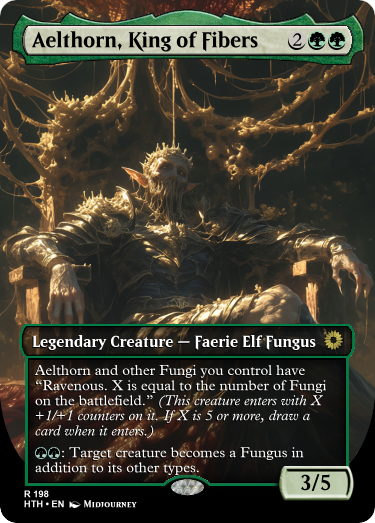 Aelthorn, King of Fibers 2
Legendary Creature — Faerie Elf Fungus
Aelthorn and other Fungi you control have
“Ravenous. X is equal to the number of Fungi
on the battlefield.” (This creature enters with X
+1/+1 counters on it. If X is 5 or more, draw a
card when it enters.)
: Target creature becomes a Fungus in
addition to its other types.
3/5
R 198
HTH • EN Midjourney